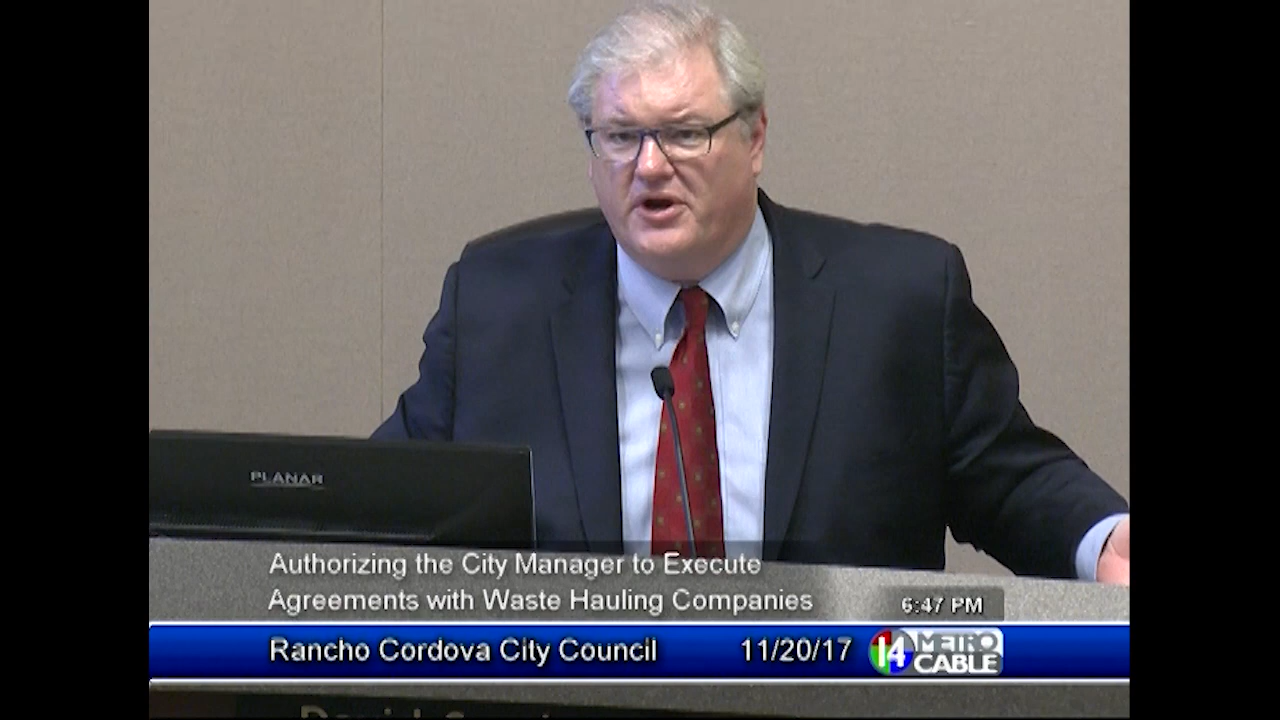 PLANAR
Authorizing the City Manager to Execute
Agreements with Waste Hauling Companies
6:47 PM
Rancho Cordova City Council
11/20/17
14 METRO
CABLE